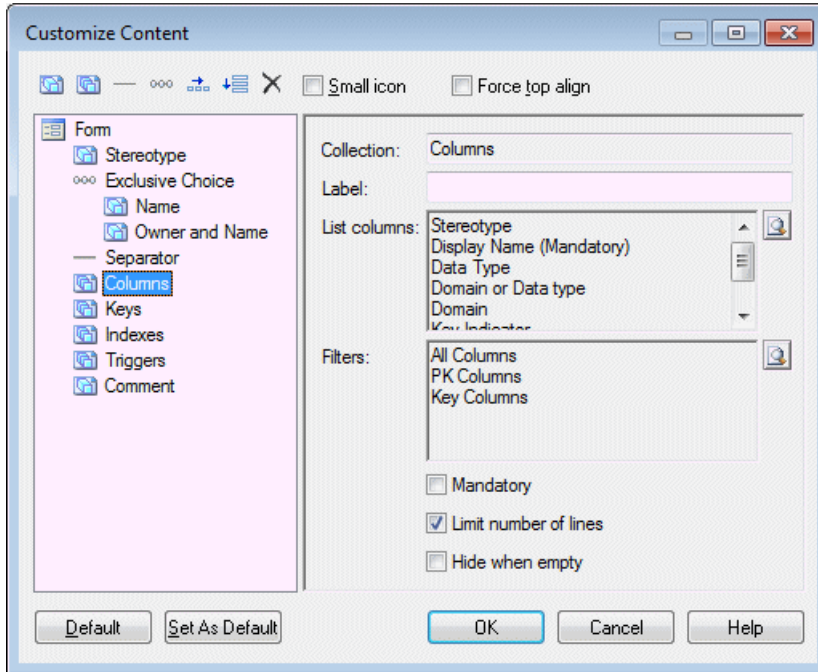 Customize Content
Small icon
Force top align
Form
Stereotype
Exclusive Choice
Name
Owner and Name
Separator
Columns
Keys
Indexes
Triggers
Comment
Collection: Columns
Label:
List columns: Stereotype
Display Name (Mandatory)
Data Type
Domain or Data type
Domain
Key Indicator
Filters: All Columns
PK Columns
Key Columns
Mandatory
Limit number of lines
Hide when empty
Default Set As Default OK Cancel Help